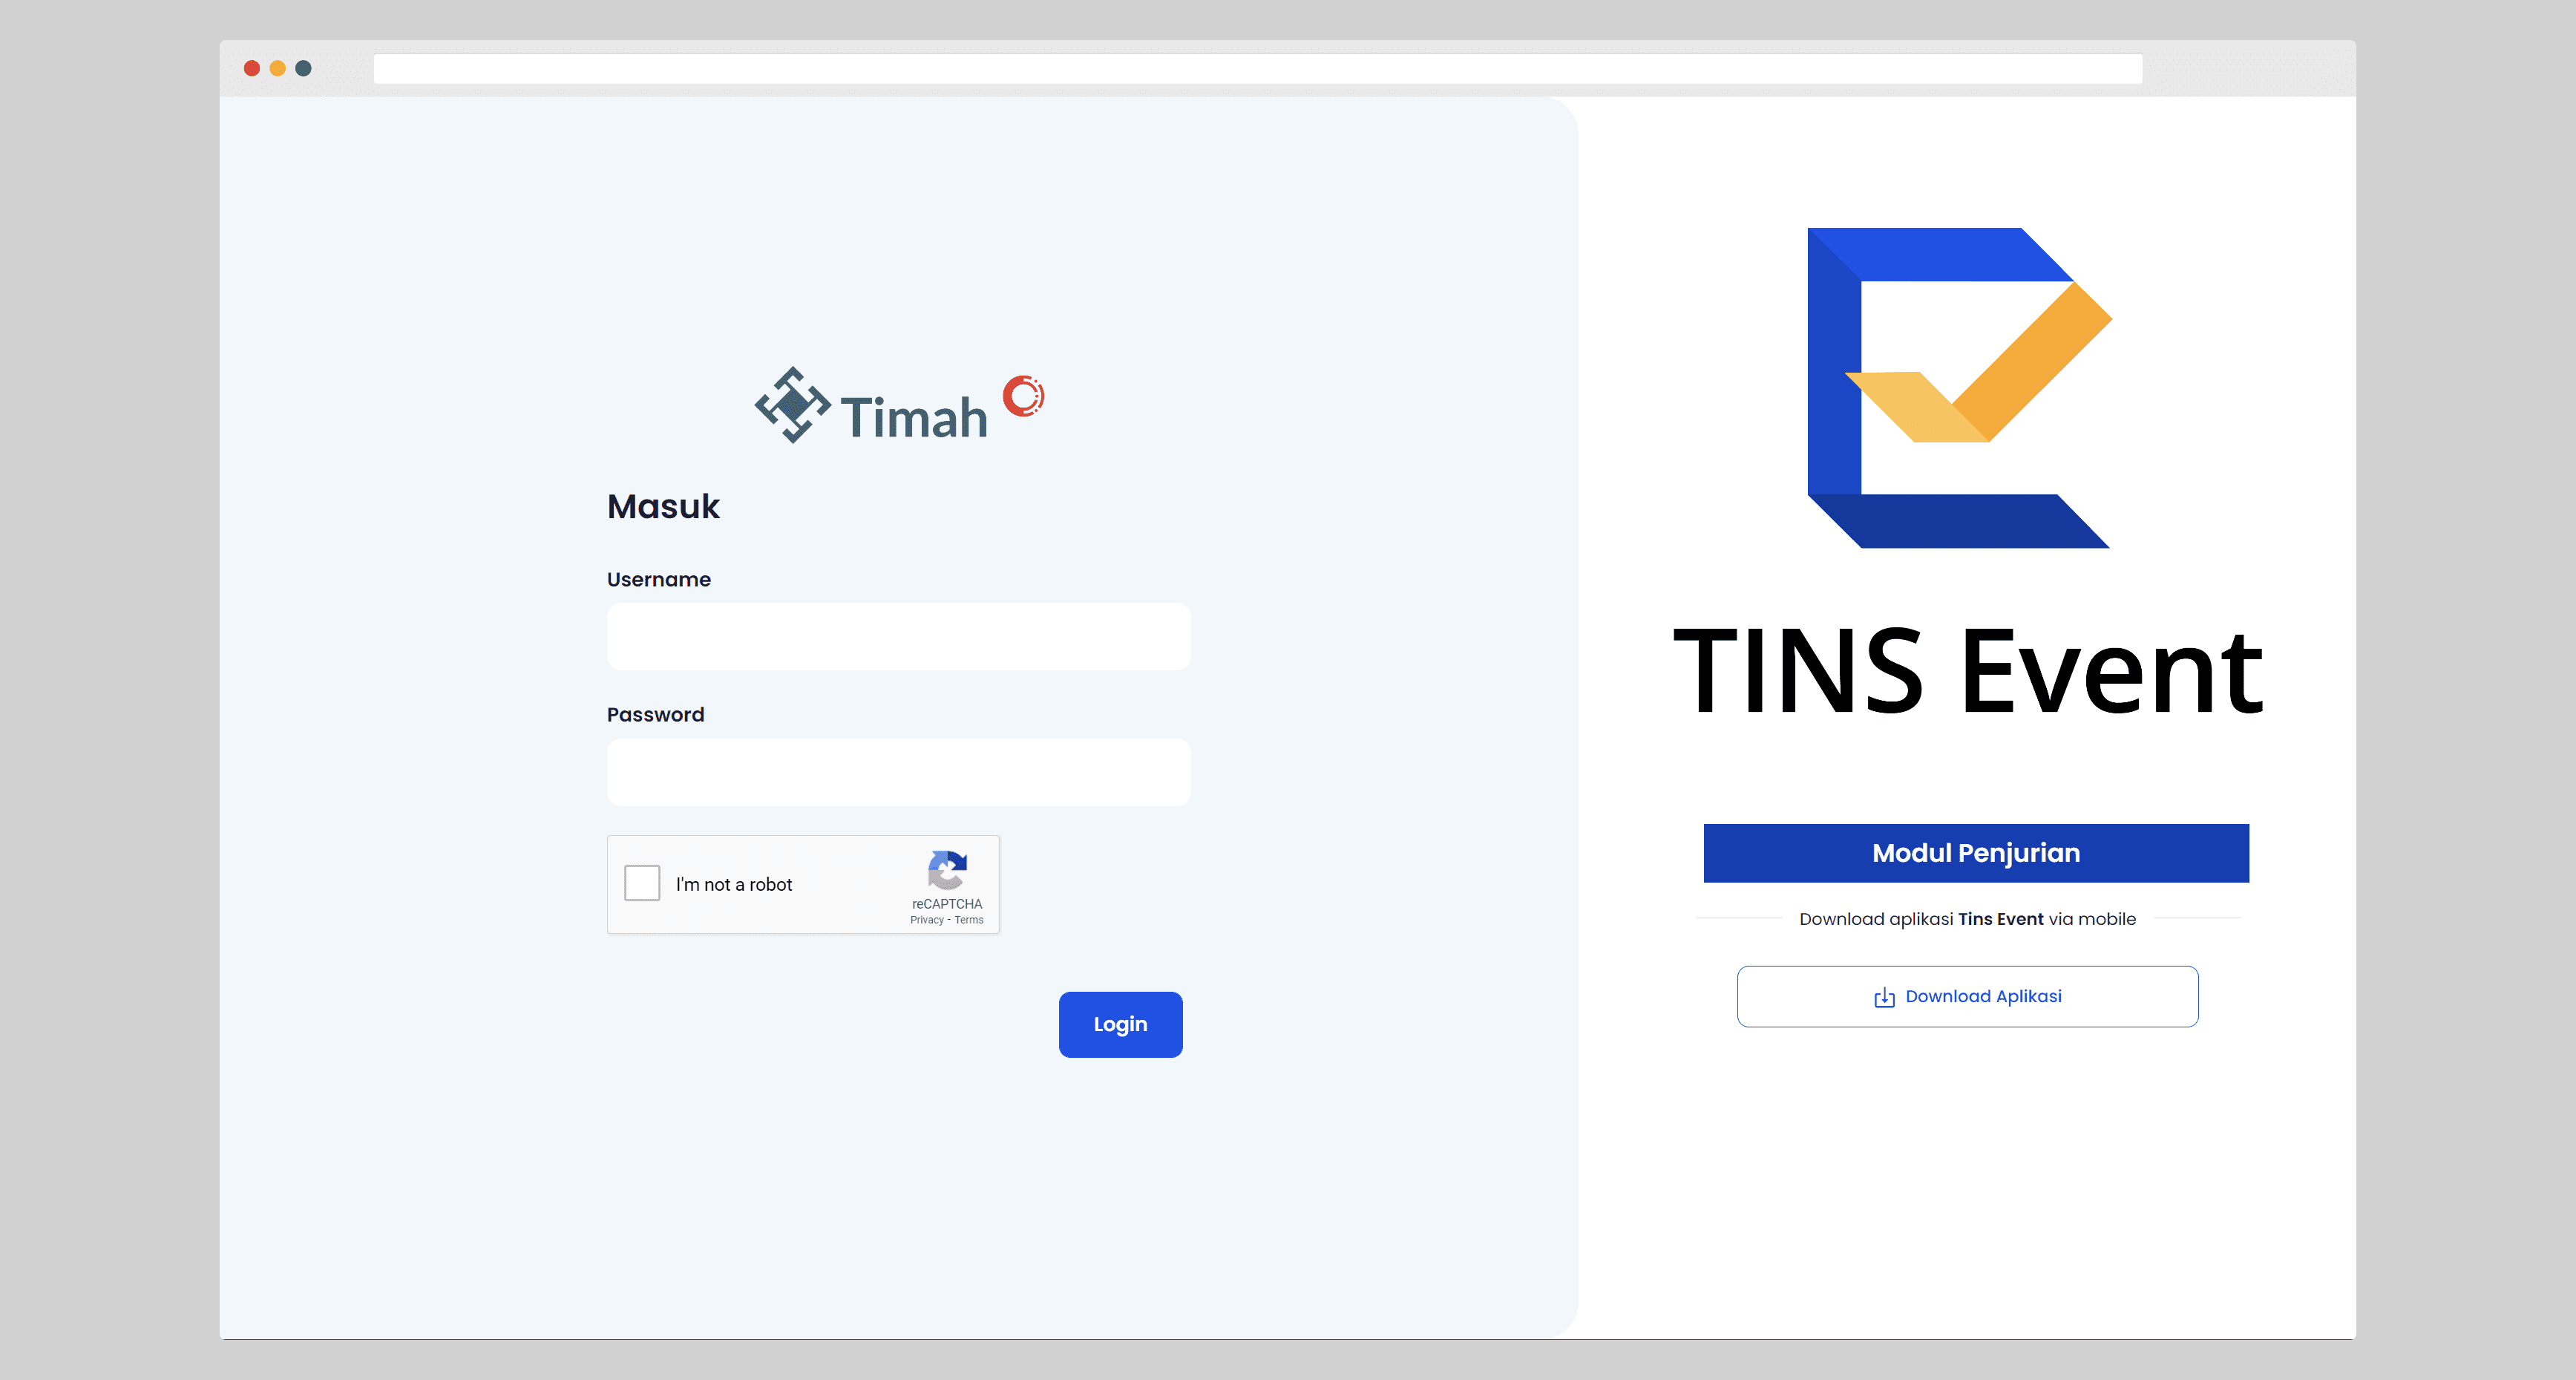 Timah
Masuk
Username
Password
I'm not a robot
reCAPTCHA
Privacy - Terms
Login
TINS Event
Modul Penjurian
Download aplikasi Tins Event via mobile
Download Aplikasi